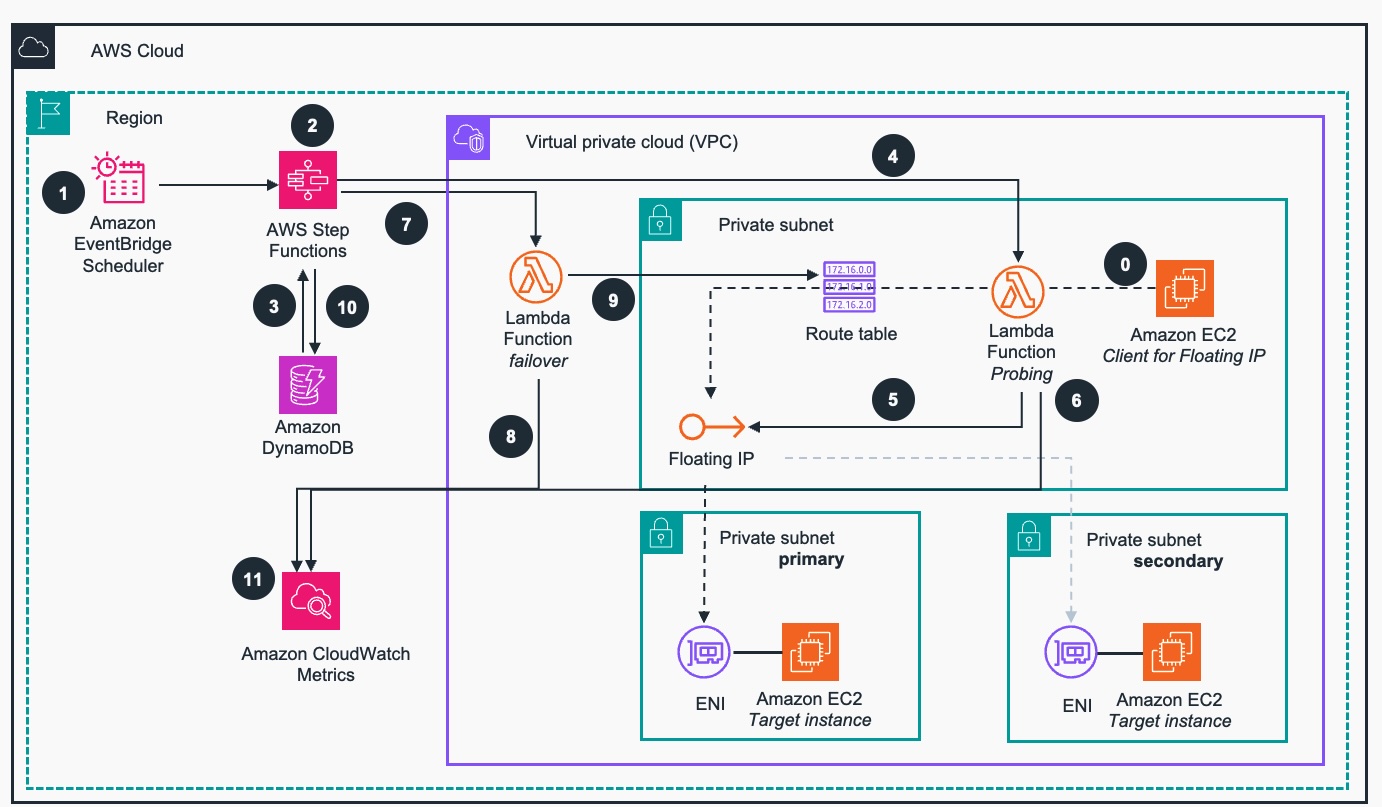 AWS Cloud
Region
2
Virtual private cloud (VPC)
4
1
Amazon
EventBridge
Scheduler
AWS Step
Functions
7
Private subnet
3
10
Lambda
Function
failover
9
172.16.0.0
172.16.1.0
172.16.2.0
Route table
Lambda
Function
Probing
0
Amazon EC2
Client for Floating IP
Amazon
DynamoDB
8
5
6
Floating IP
11
Amazon CloudWatch
Metrics
Private subnet
primary
ENI
Amazon EC2
Target instance
Private subnet
secondary
ENI
Amazon EC2
Target instance